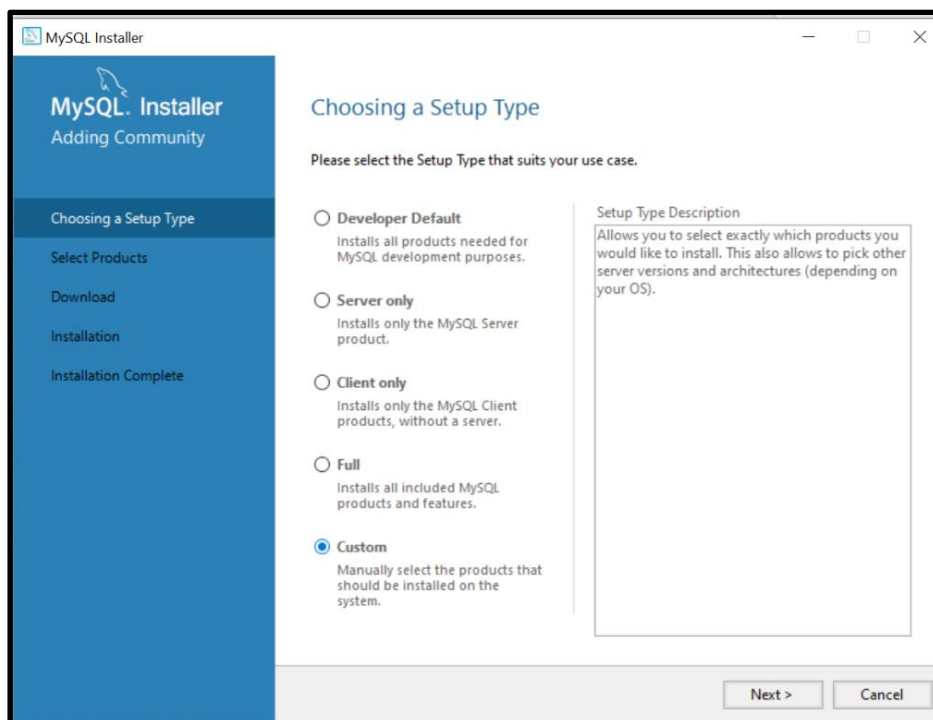 MySQL Installer
MySQL. Installer
Adding Community
Choosing a Setup Type
Select Products
Download
Installation
Installation Complete
Choosing a Setup Type
Please select the Setup Type that suits your use case.
Developer Default
Installs all products needed for
MySQL development purposes.
Server only
Installs only the MySQL Server
product.
Client only
Installs only the MySQL Client
products, without a server.
Full
Installs all included MySQL
products and features.
Custom
Manually select the products that
should be installed on the
system.
Setup Type Description
Allows you to select exactly which products you
would like to install. This also allows to pick other
server versions and architectures (depending on
your OS).
Next >
Cancel